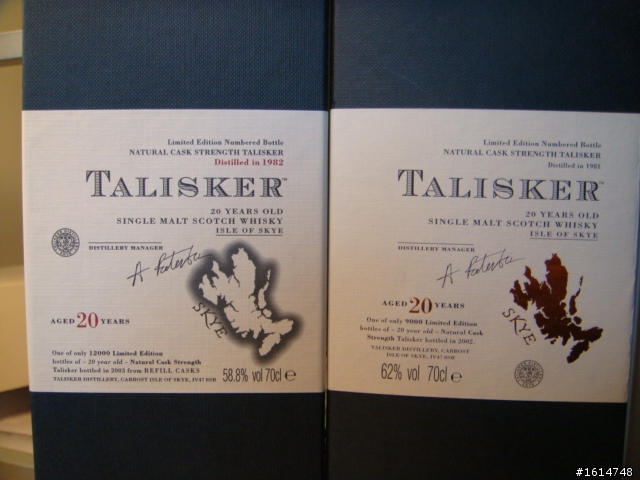 Limited Edition Numbered Bottle
NATURAL CASK STRENGTH TALISKER
Distilled in 1982
TALISKER™
20 YEARS OLD
SINGLE MALT SCOTCH WHISKY
ISLE OF SKYE
DISTILLERY MANAGER
SKYE
AGED 20 YEARS
One of only 12000 Limited Edition
bottles of - 20 year old - Natural Cask Strength
Talisker bottled in 2003 from REFILL CASKS
TALISKER DISTILLERY, CARBOST ISLE OF SKYE, IV47 8SR
58.8% vol 70cl ℮
Limited Edition Numbered Bottle
NATURAL CASK STRENGTH TALISKER
Distilled in 1981
TALISKER™
20 YEARS OLD
SINGLE MALT SCOTCH WHISKY
ISLE OF SKYE
DISTILLERY MANAGER
SKYE
AGED 20 YEARS
One of only 9000 Limited Edition
bottles of - 20 year old - Natural Cask
Strength Talisker bottled in 2002.
TALISKER DISTILLERY, CARBOST
ISLE OF SKYE, IV47 8SR
62% vol 70cl ℮
#1614748